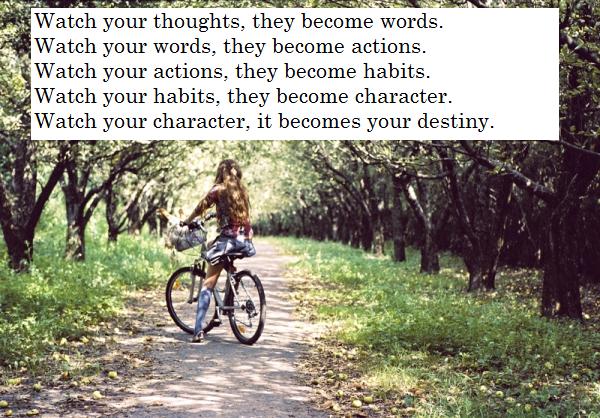 Watch your thoughts, they become words.
Watch your words, they become actions.
Watch your actions, they become habits.
Watch your habits, they become character.
Watch your character, it becomes your destiny.